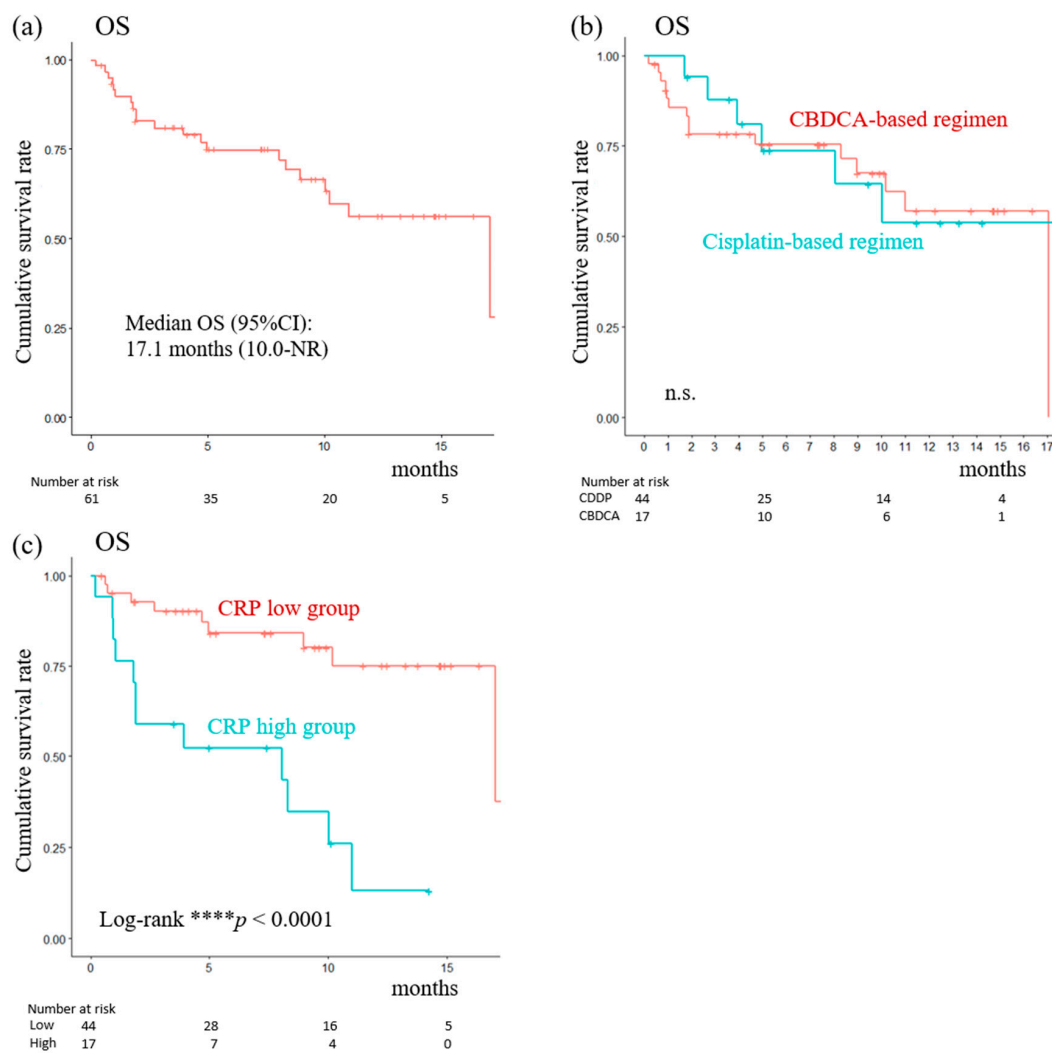 (a) OS
Cumulative survival rate
1.00
0.75
0.50
0.25
0.00
Median OS (95%CI):
17.1 months (10.0-NR)
0 5 10 15
months
Number at risk
61 35 20 5
(b) OS
Cumulative survival rate
1.00
0.75
0.50
0.25
0.00
CBDCA-based regimen
Cisplatin-based regimen
n.s.
0 1 2 3 4 5 6 7 8 9 10 11 12 13 14 15 16 17
months
Number at risk
CDDP 44 25 14 4
CBDCA 17 10 6 1
(c) OS
Cumulative survival rate
1.00
0.75
0.50
0.25
0.00
CRP low group
CRP high group
Log-rank ****p < 0.0001
0 5 10 15
months
Number at risk
Low 44 28 16 5
High 17 7 4 0